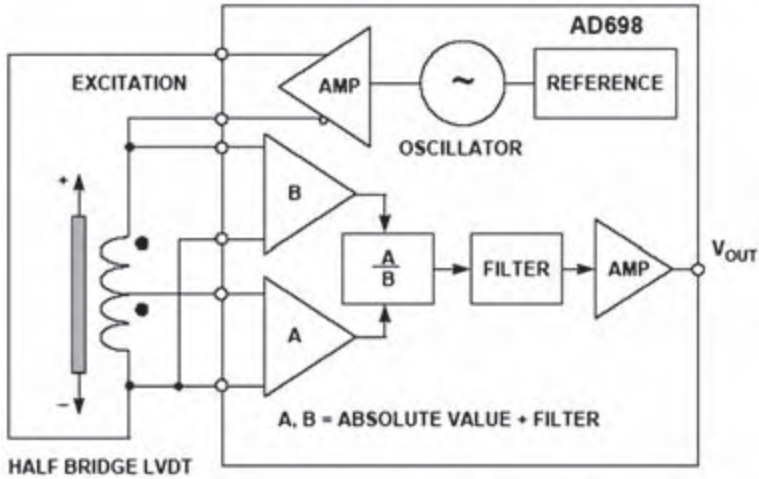 AD698
EXCITATION
AMP
~
REFERENCE
OSCILLATOR
+
B
A
B
FILTER
AMP
VOUT
A
–
A, B = ABSOLUTE VALUE + FILTER
HALF BRIDGE LVDT